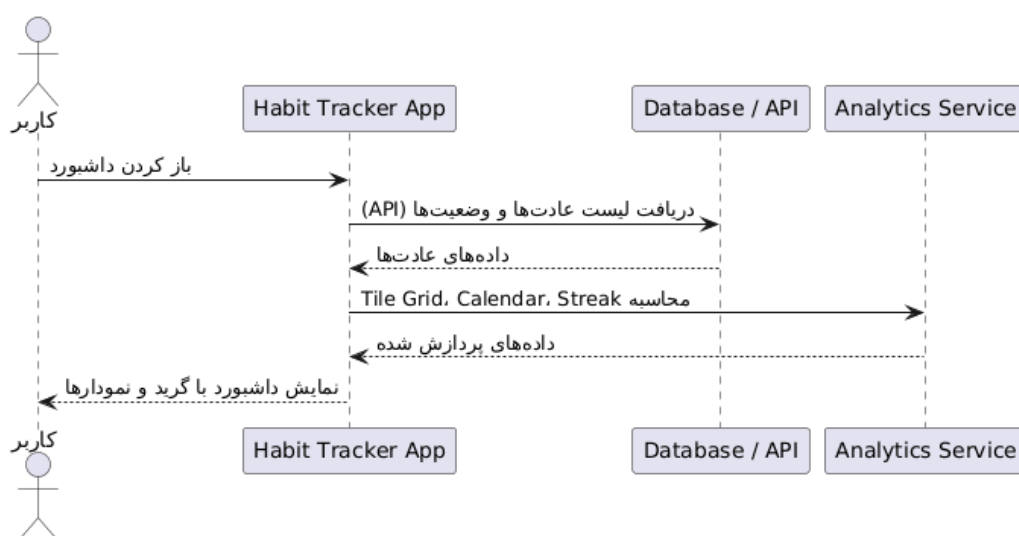 کاربر
Habit Tracker App
Database / API
Analytics Service
باز کردن داشبورد
دریافت لیست عادت‌ها و وضعیت‌ها (API)
داده‌های عادت‌ها
محاسبه Tile Grid، Calendar، Streak
داده‌های پردازش شده
نمایش داشبورد با گرید و نمودارها
کاربر
Habit Tracker App
Database / API
Analytics Service